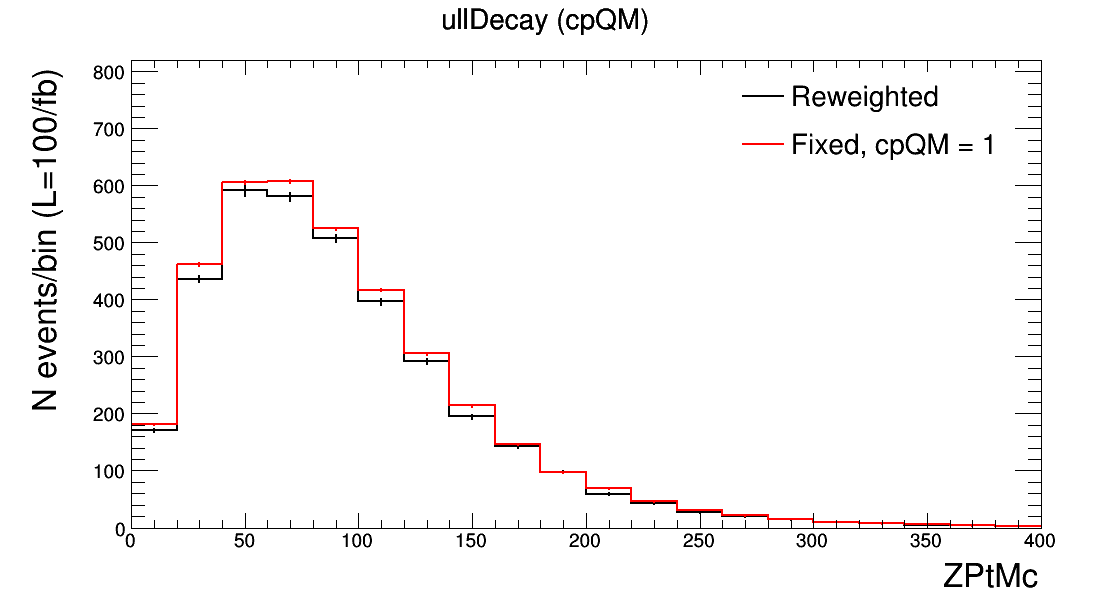 ullDecay (cpQM)
N events/bin (L=100/fb)
800
700
600
500
400
300
200
100
0
Reweighted
Fixed, cpQM = 1
0 50 100 150 200 250 300 350 400
ZPtMc